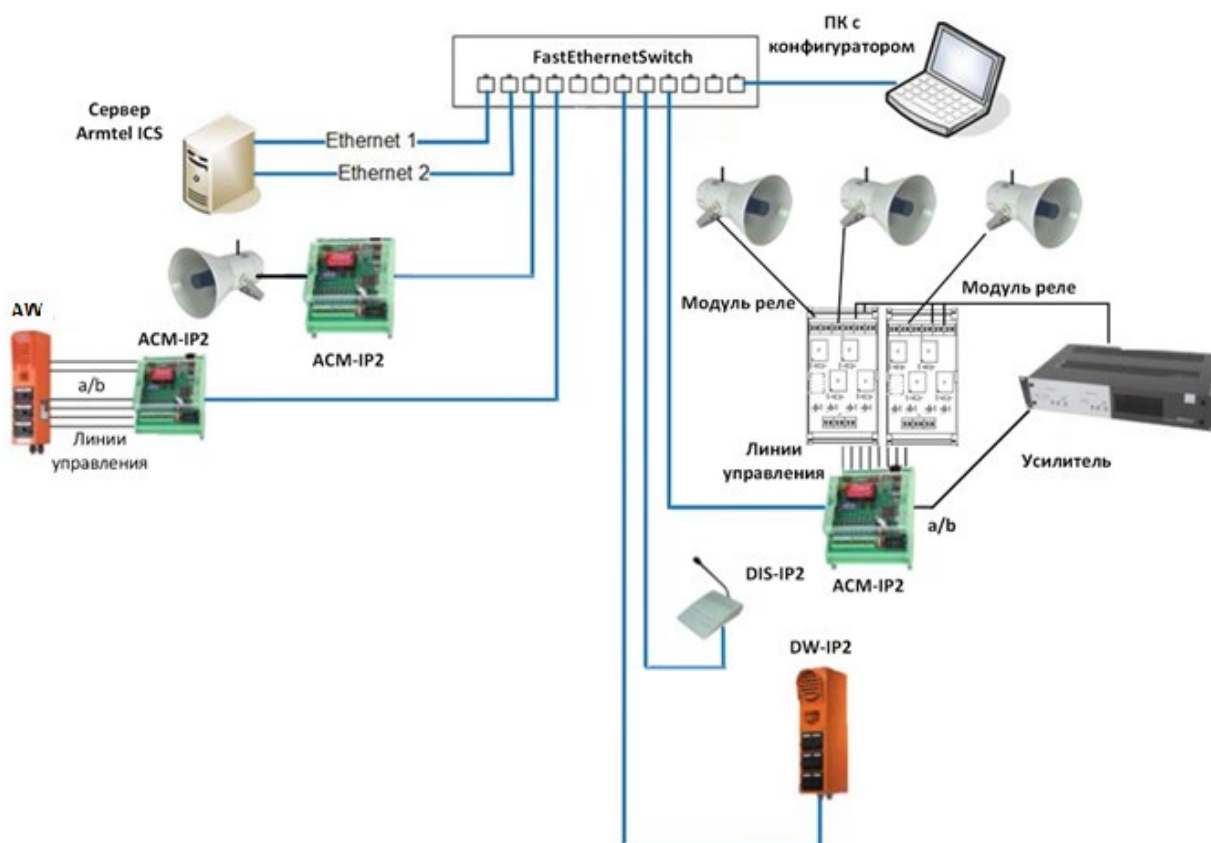 ПК с
конфигуратором
FastEthernetSwitch
Сервер
Armtel ICS
Ethernet 1
Ethernet 2
AW
ACM-IP2
ACM-IP2
a/b
Линии
управления
Модуль реле
Модуль реле
Линии
управления
Усилитель
a/b
ACM-IP2
DIS-IP2
DW-IP2